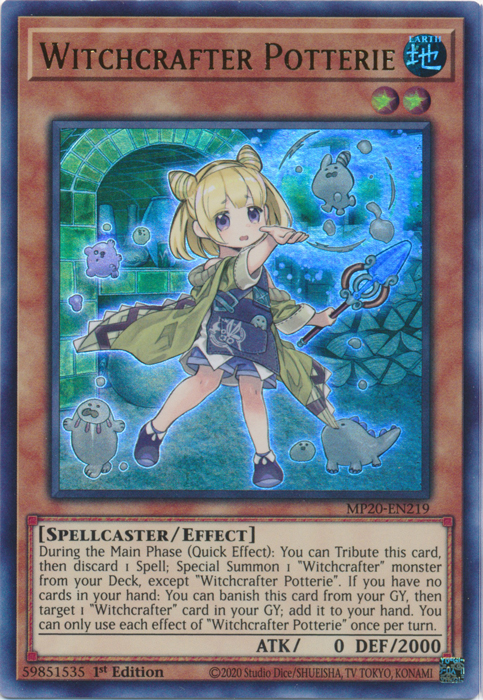 WITCHCRAFTER POTTERIE
EARTH
地
MP20-EN219
[SPELLCASTER/EFFECT]
During the Main Phase (Quick Effect): You can Tribute this card,
then discard 1 Spell; Special Summon 1 "Witchcrafter" monster
from your Deck, except "Witchcrafter Potterie". If you have no
cards in your hand: You can banish this card from your GY, then
target 1 "Witchcrafter" card in your GY; add it to your hand. You
can only use each effect of "Witchcrafter Potterie" once per turn.
ATK/ 0 DEF/2000
59851535 1st Edition ©2020 Studio Dice/SHUEISHA, TV TOKYO, KONAMI